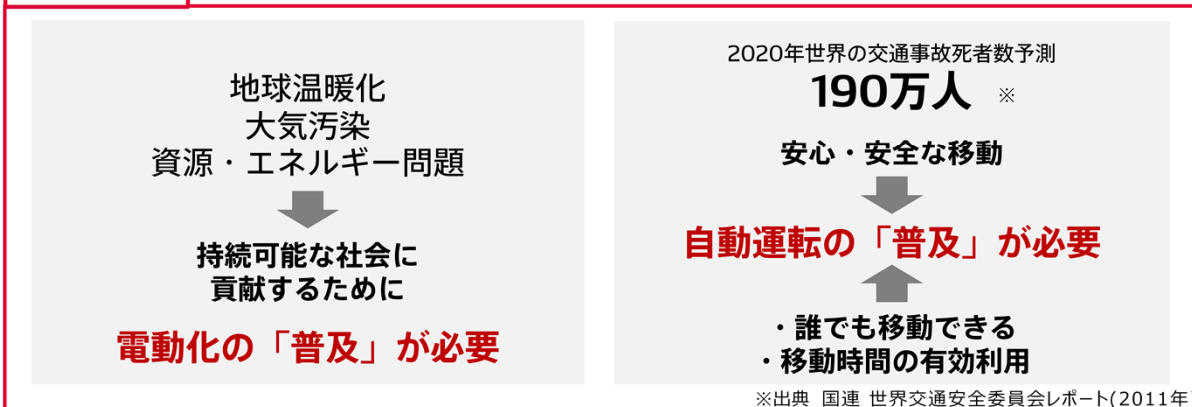 地球温暖化
大気汚染
資源・エネルギー問題
持続可能な社会に
貢献するために
電動化の「普及」が必要
2020年世界の交通事故死者数予測
190万人 ※
安心・安全な移動
自動運転の「普及」が必要
・誰でも移動できる
・移動時間の有効利用
※出典 国連 世界交通安全委員会レポート(2011年)